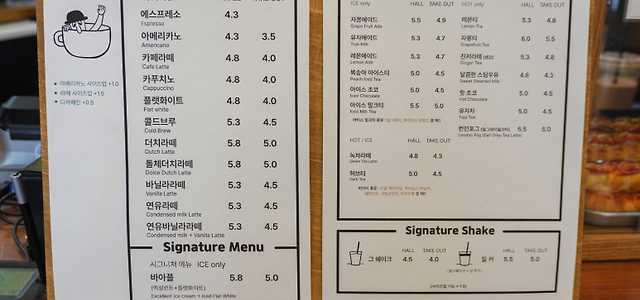 에스프레소 4.3
Espresso
아메리카노 4.3 3.5
Americano
카페라떼 4.8 4.0
Cafe Latte
카푸치노 4.8 4.0
Cappuccino
플랫화이트 4.8 4.0
Flat white
콜드브루 5.3 4.5
Cold Brew
더치라떼 5.8 5.0
Dutch Latte
돌체더치라떼 5.8 5.0
Dolce Dutch Latte
바닐라라떼 5.3 4.5
Vanilla Latte
연유라떼 5.3 4.5
Condensed milk Latte
연유바닐라라떼 5.3 4.5
Condensed milk + Vanilla Latte
아메리카노 사이즈업 +1.0
라떼 사이즈업 +1.5
디카페인 +0.5
Signature Menu
시그니처 메뉴 ICE only
바아플 5.8 5.0
Excellent ice cream + Iced Flat White
ICE only HALL TAKE OUT
자몽에이드 5.5 4.9
Grape Fruit Ade
유자에이드 5.3 4.7
Yuja Ade
레몬에이드 5.3 4.7
Lemon Ade
복숭아 아이스티 5.0 4.0
Peach Iced Tea
아이스 초코 5.5 4.5
Iced Chocolate
아이스 밀크티 5.5 5.0
HOT only HALL TAKE OUT
레몬티 5.3 4.8
Lemon Tea
자몽티 6.0 5.5
Grapefruit Tea
진저라떼 5.8 5.3
Ginger Tea
달콤한 스팀우유 4.8 4.3
Sweet Steamed Milk
핫 초코 5.0 4.5
Hot Chocolate
유자차 5.0 4.5
Yuja Tea
런던포그 5.5 5.0
London Fog (Earl Grey Tea Latte)
HOT / ICE HALL TAKE OUT
녹차라떼 4.8 4.3
Green Tea Latte
허브티 5.0 4.5
Herb Tea
Signature Shake
HALL TAKE OUT
그 쉐이크 4.5 4.0
HALL TAKE OUT
밀 커 5.5 5.0